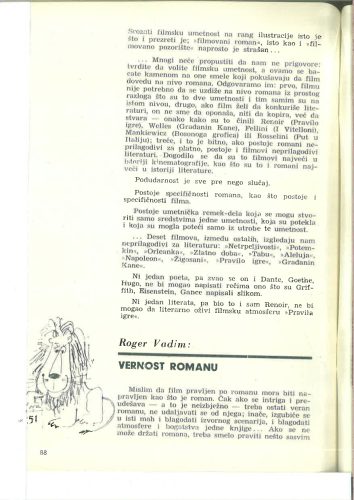 Svozati filmsku umetnost na rang ilustracije isto je
što i prezreti je; »filmovani roman«, isto kao i »fil-
movano pozorište« naprosto je strašan...
... Mnogi neće propustiti da nam ne prigovore:
tvrdite da volite filmsku umetnost, a ovamo se ba-
cate kamenom na one smele koji pokušavaju da film
dovedu na nivo romana. Odgovaramo im: prvo, filmu
nije potrebno da se uzdiže na nivo romana iz prostog
razloga što su to dve umetnosti i tim samim su na
istom nivou, drugo, ako film želi da konkuriše lite-
raturi, on ne sme da oponaša, niti da kopira, već da
stvara — onako kako su to činili Renoir (Pravilo
igre), Welles (Građanin Kane), Fellini (I Vitelloni),
Mankiewicz (Bosonoga grofica) ili Rosselini (Put u
Italiju); treće, i to je bitno, ako postoje romani ne-
prilagodivi za platno, postoje i filmovi neprilagodivi
literaturi. Dogodilo se da su to filmovi najveći u
istoriji kinematografije, kao što su to i romani naj-
veći u istoriji literature.
Podudarnost je sve pre nego slučaj.
Postoje specifičnosti romana, kao što postoje i
specifičnosti filma.
Postoje umetnička remek-dela koja se mogu stvo-
riti samo sredstvima jedne umetnosti, koja su potekla
i koja su mogla poteći samo iz utrobe te umetnost.
... Deset filmova, između ostalih, izgledaju nam
neprilagodivi za literaturu: »Netrpeljivost« »Potem-
kin«, »Orleanka«, »Zlatno doba«, »Tabu«, »Aleluja«,
»Napoleon«, »Žigosani«, »Pravilo igre«, »Građanin
Kane«.
Ni jedan poeta, pa zvao se on i Dante, Goethe,
Hugo, ne bi mogao napisati rečima ono što su Grif-
fith, Eisenstein, Gance napisali slikom.
Ni jedan literata, pa bio to i sam Renoir, ne bi
mogao da literarno oživi filmsku atmosferu »Pravila
igre«.
Roger Vadim:
VERNOST ROMANU
Mislim da film pravljen po romanu mora biti na-
pravljen kao što je roman. Čak ako se intriga i pre-
udešava — a to je neizbježno — treba ostati veran
romanu, ne udaljavati se od njega; inače, izgubiće se
u isti mah i blagodati izvornog scenarija, i blagodati
atmosfere i bogatstva jedne knjige... Ako se ne
može držati romana, treba smelo praviti nešto sasvim
51
88